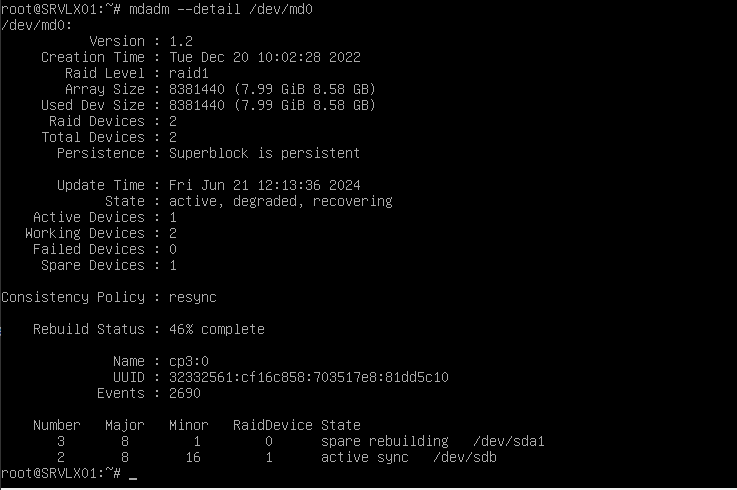 root@SRVLX01:~# mdadm --detail /dev/md0
/dev/md0:
Version : 1.2
Creation Time : Tue Dec 20 10:02:28 2022
Raid Level : raid1
Array Size : 8381440 (7.99 GiB 8.58 GB)
Used Dev Size : 8381440 (7.99 GiB 8.58 GB)
Raid Devices : 2
Total Devices : 2
Persistence : Superblock is persistent
Update Time : Fri Jun 21 12:13:36 2024
State : active, degraded, recovering
Active Devices : 1
Working Devices : 2
Failed Devices : 0
Spare Devices : 1
Consistency Policy : resync
Rebuild Status : 46% complete
Name : cp3:0
UUID : 32332561:cf16c858:703517e8:81dd5c10
Events : 2690
Number Major Minor RaidDevice State
3 8 1 0 spare rebuilding /dev/sda1
2 8 16 1 active sync /dev/sdb
root@SRVLX01:~# _